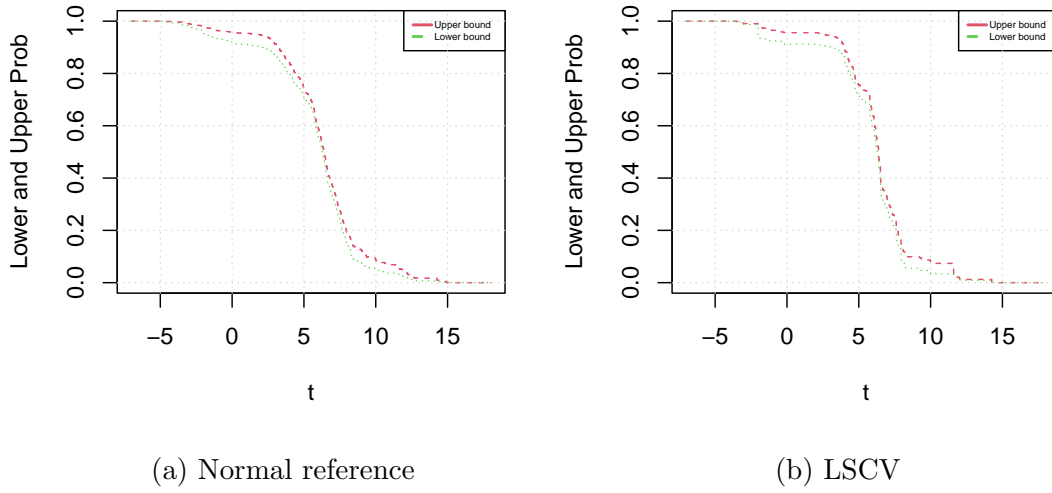 Lower and Upper Prob
1.0
0.8
0.6
0.4
0.2
0.0
Upper bound
Lower bound
−5 0 5 10 15
t
(a) Normal reference
Lower and Upper Prob
1.0
0.8
0.6
0.4
0.2
0.0
Upper bound
Lower bound
−5 0 5 10 15
t
(b) LSCV